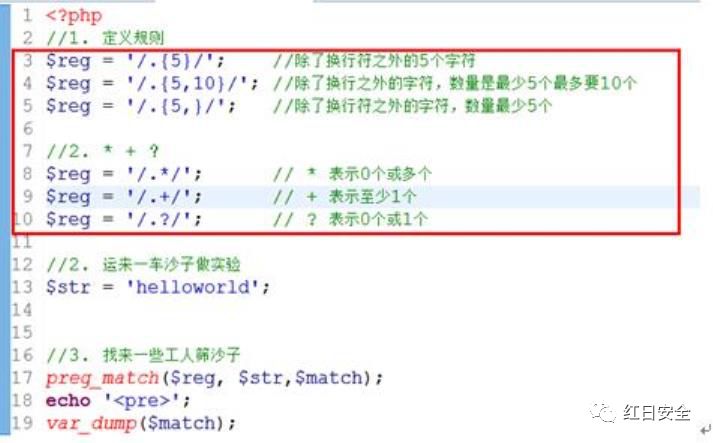 1 <?php
2 //1. 定义规则
3 $reg = '/.{5}/'; //除了换行符之外的5个字符
4 $reg = '/.{5,10}/'; //除了换行之外的字符，数量是最少5个最多要10个
5 $reg = '/.{5,}/'; //除了换行符之外的字符，数量最少5个
6
7 //2. * + ?
8 $reg = '/.*/'; // * 表示0个或多个
9 $reg = '/.+/'; // + 表示至少1个
10 $reg = '/.?/'; // ? 表示0个或1个
11
12 //2. 运来一车沙子做实验
13 $str = 'helloworld';
14
15
16 //3. 找来一些工人筛沙子
17 preg_match($reg, $str,$match);
18 echo '<pre>';
19 var_dump($match);
红日安全